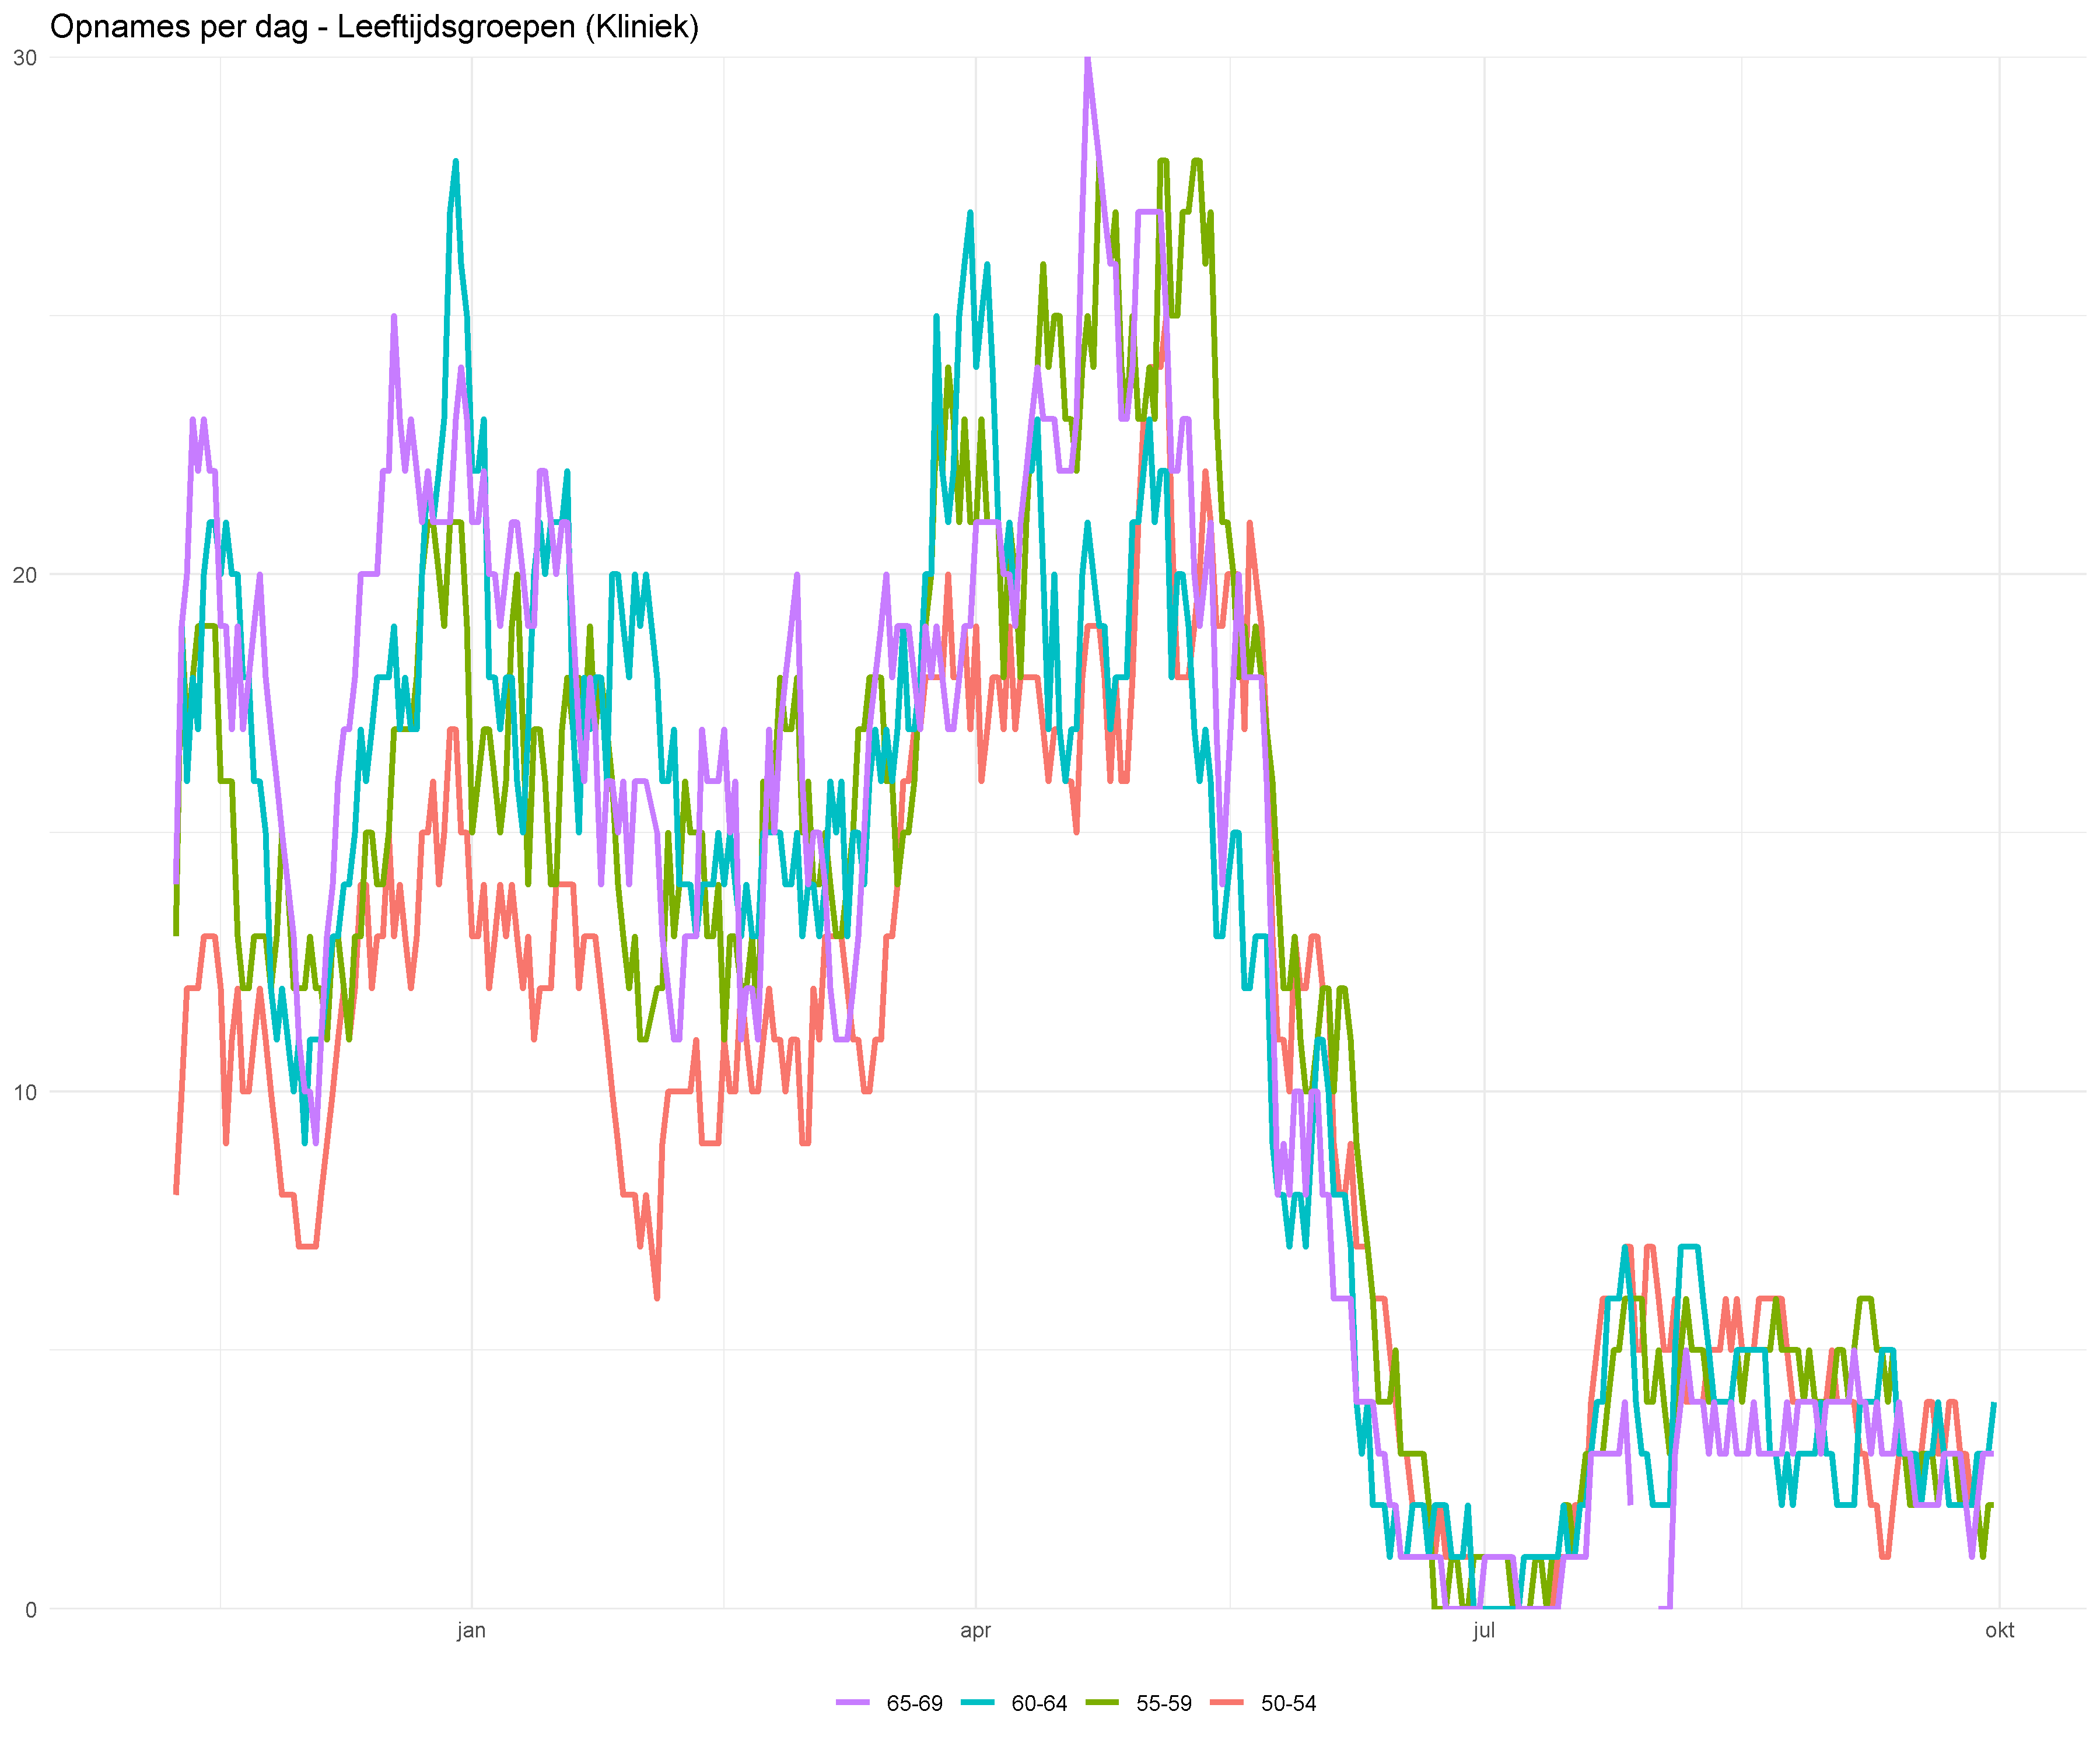 Opnames per dag - Leeftijdsgroepen (Kliniek)
30
20
10
0
jan apr jul okt
65-69 60-64 55-59 50-54